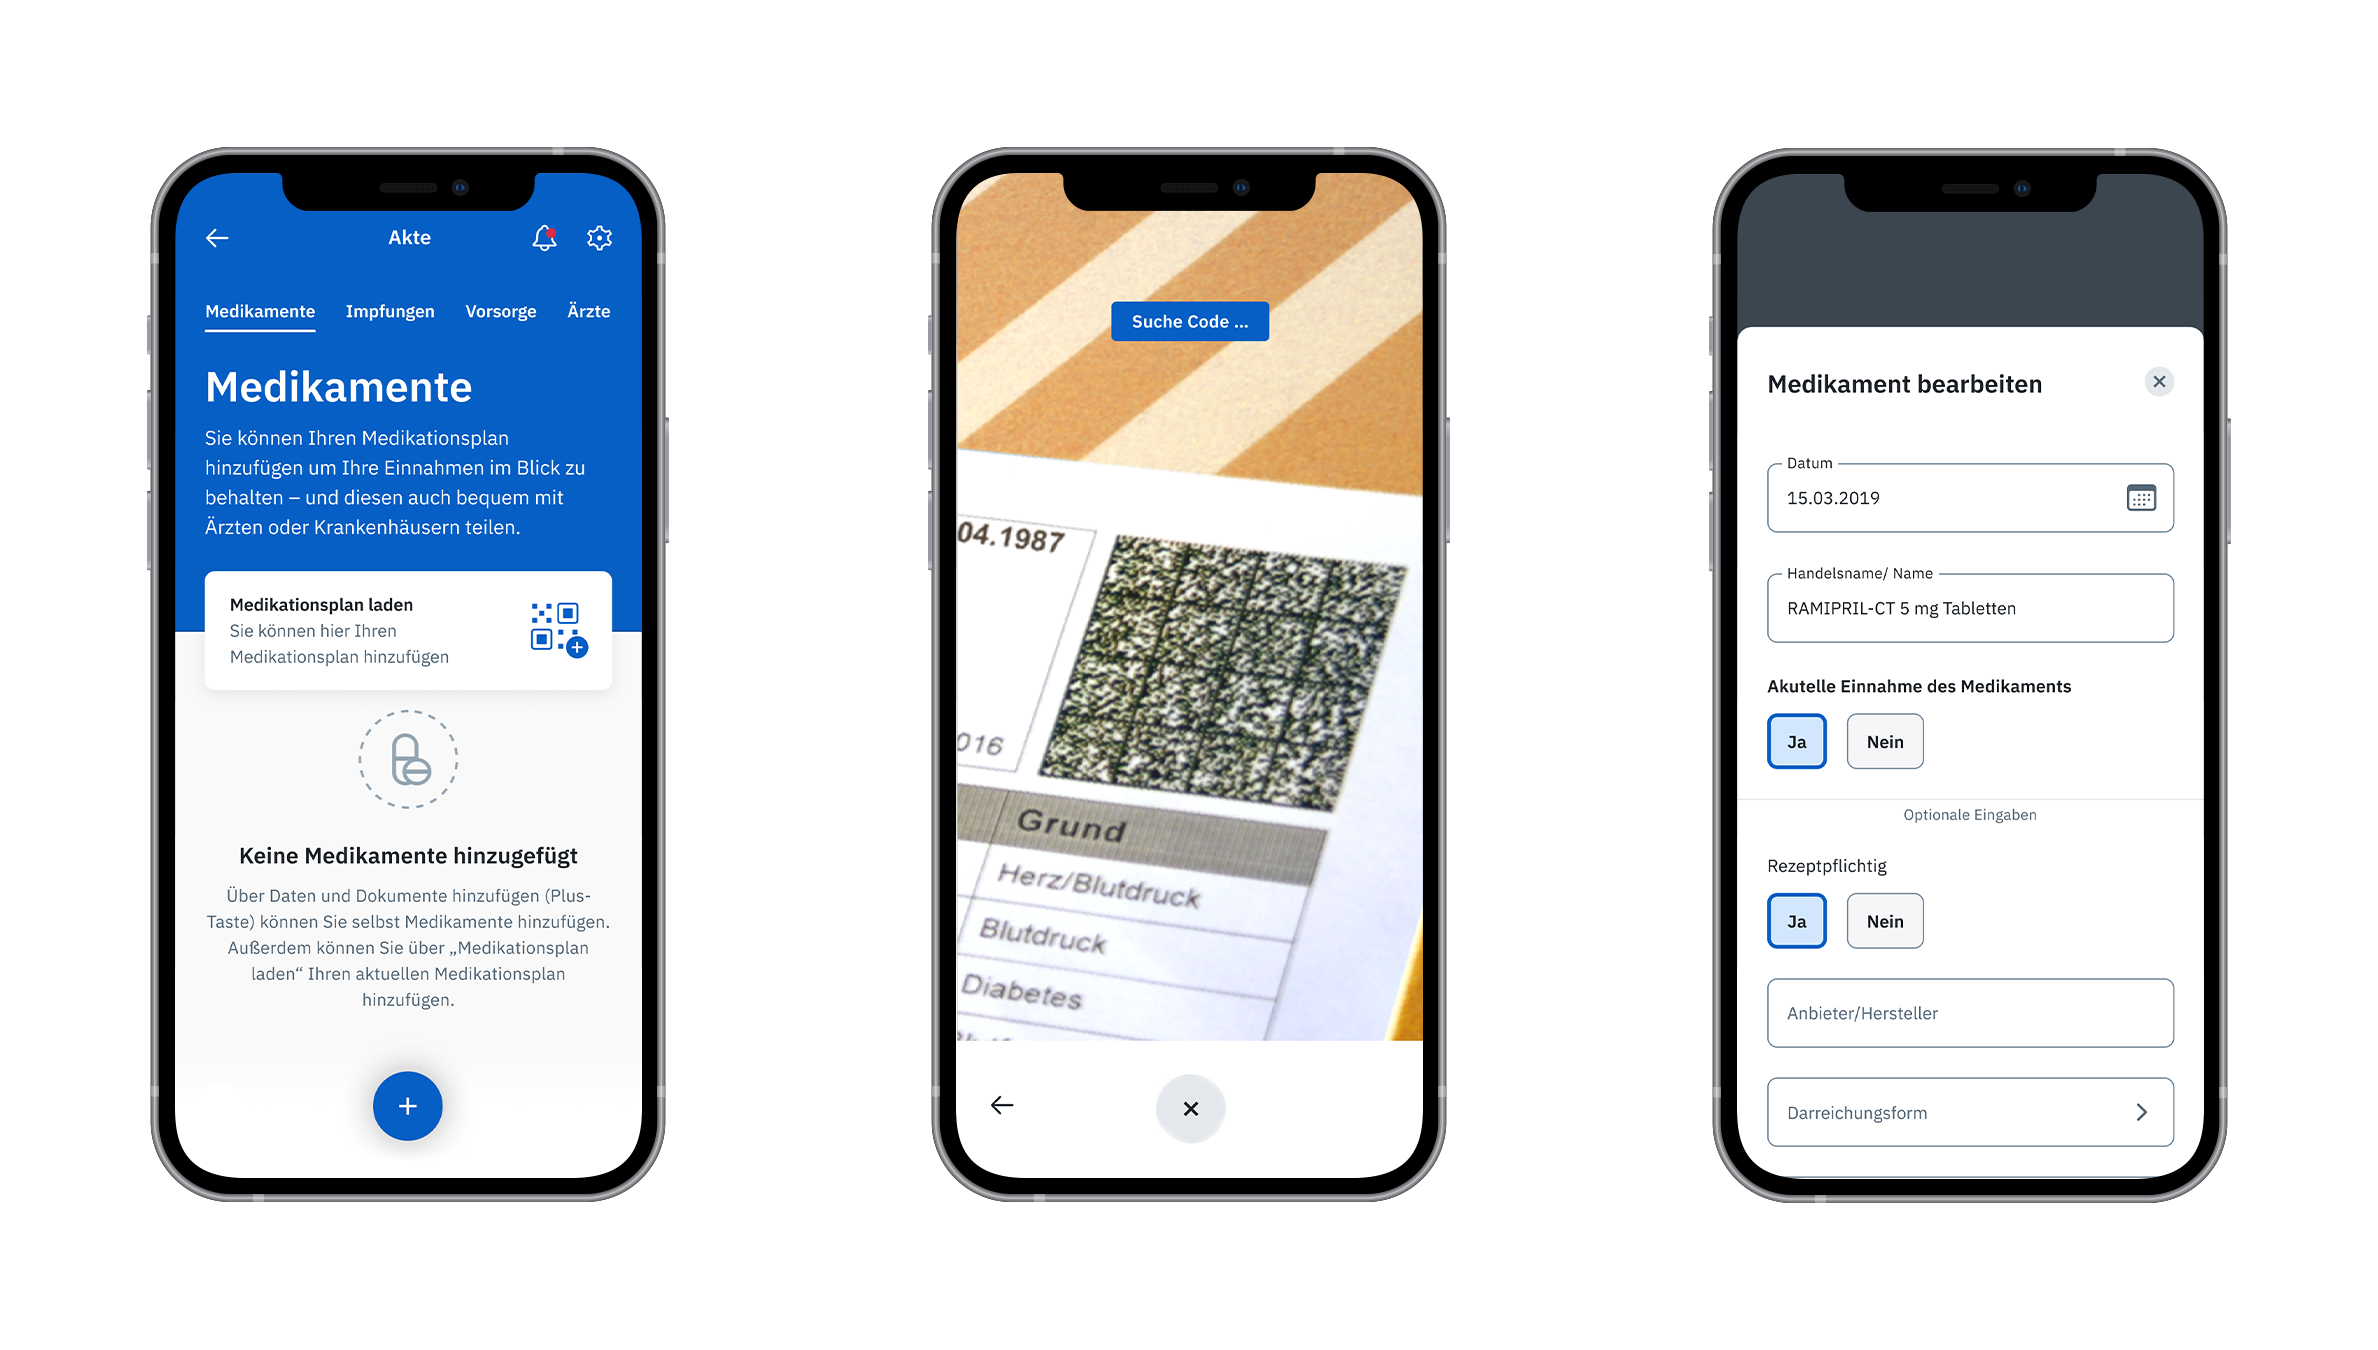 Akte
Medikamente Impfungen Vorsorge Ärzte
Medikamente
Sie können Ihren Medikationsplan
hinzufügen um Ihre Einnahmen im Blick zu
behalten – und diesen auch bequem mit
Ärzten oder Krankenhäusern teilen.
Medikationsplan laden
Sie können hier Ihren
Medikationsplan hinzufügen
Keine Medikamente hinzugefügt
Über Daten und Dokumente hinzufügen (Plus-
Taste) können Sie selbst Medikamente hinzufügen.
Außerdem können Sie über „Medikationsplan
laden“ Ihren aktuellen Medikationsplan
hinzufügen.
Suche Code ...
04.1987
016
Grund
Herz/Blutdruck
Blutdruck
Diabetes
Medikament bearbeiten
Datum
15.03.2019
Handelsname/ Name
RAMIPRIL-CT 5 mg Tabletten
Akutelle Einnahme des Medikaments
Ja Nein
Optionale Eingaben
Rezeptpflichtig
Ja Nein
Anbieter/Hersteller
Darreichungsform